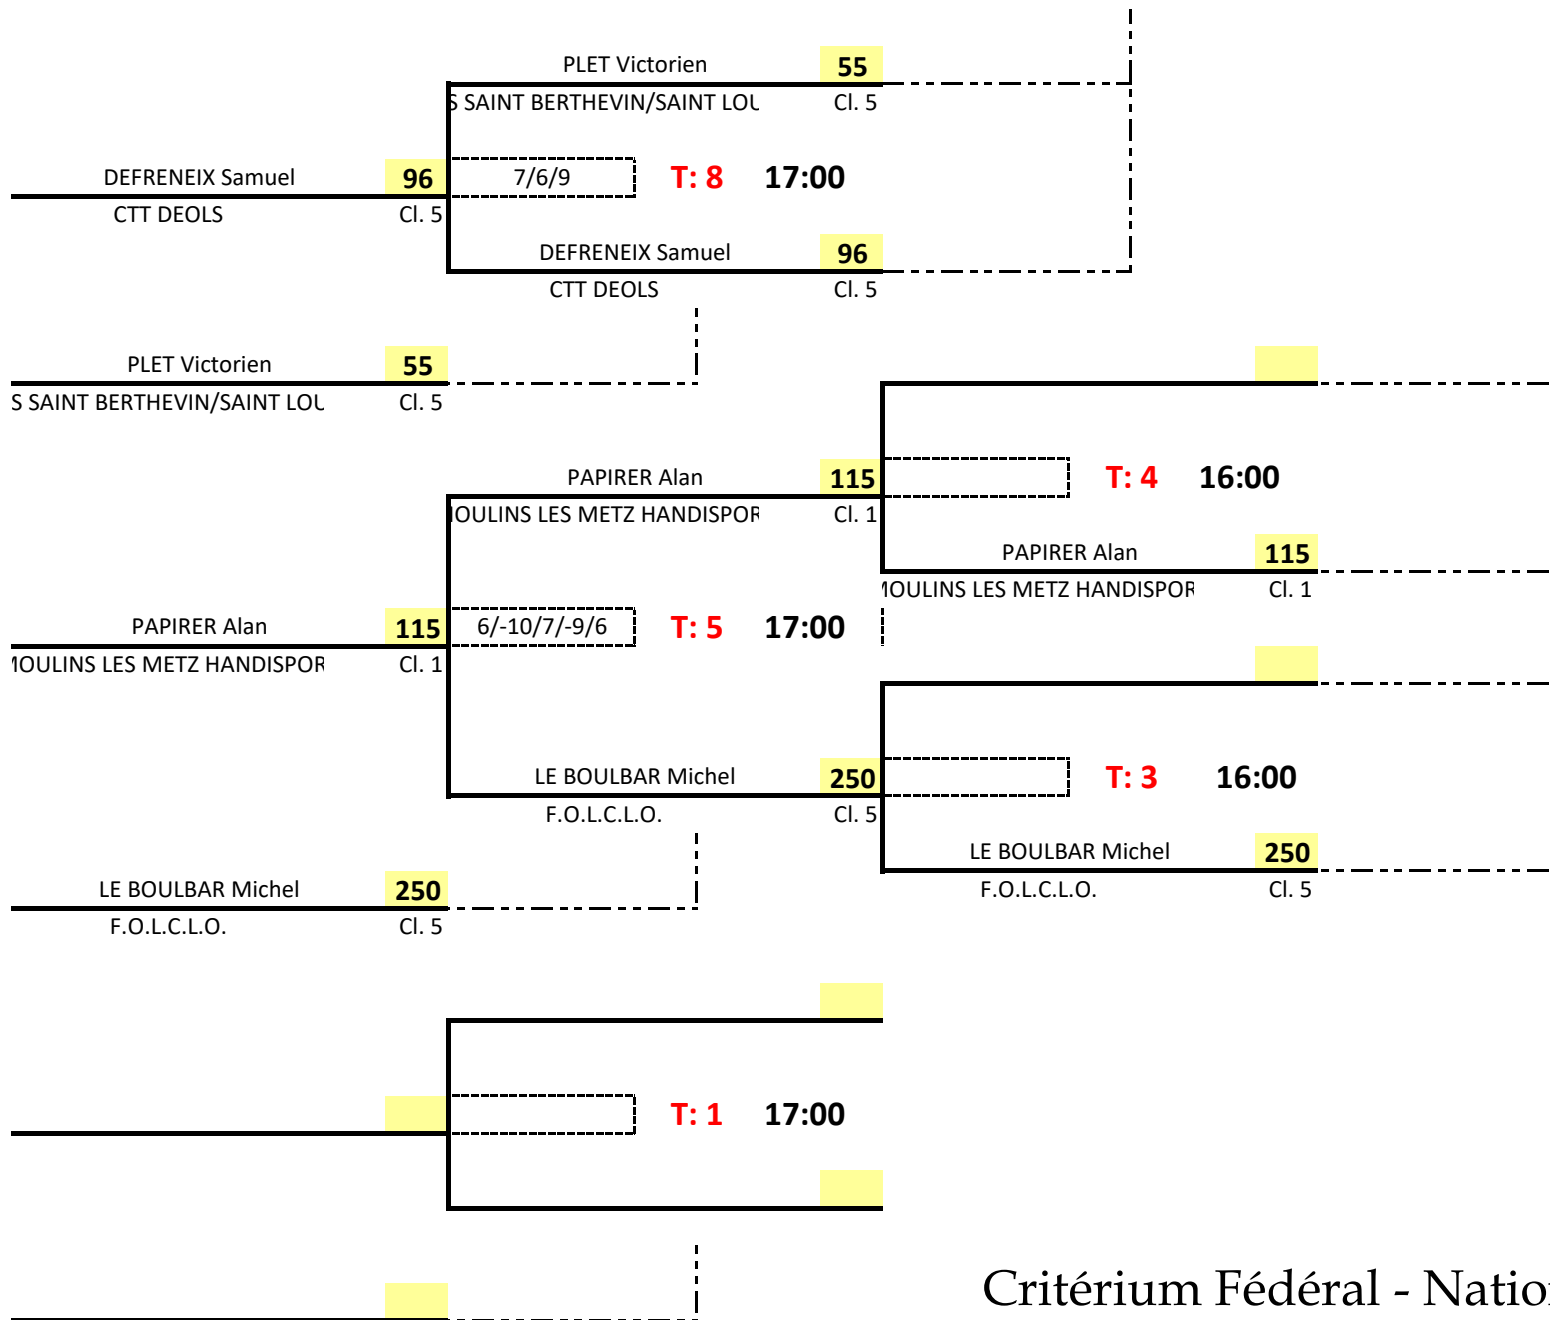 PLET Victorien 55
S SAINT BERTHEVIN/SAINT LOU Cl. 5
DEFRENEIX Samuel 96 7/6/9 T: 8 17:00
CTT DEOLS Cl. 5
DEFRENEIX Samuel 96
CTT DEOLS Cl. 5
PLET Victorien 55
S SAINT BERTHEVIN/SAINT LOU Cl. 5
PAPIRER Alan 115 T: 4 16:00
MOULINS LES METZ HANDISPOR Cl. 1
PAPIRER Alan 115
MOULINS LES METZ HANDISPOR Cl. 1
PAPIRER Alan 115 6/-10/7/-9/6 T: 5 17:00
MOULINS LES METZ HANDISPOR Cl. 1
LE BOULBAR Michel 250 T: 3 16:00
F.O.L.C.L.O. Cl. 5
LE BOULBAR Michel 250
F.O.L.C.L.O. Cl. 5
LE BOULBAR Michel 250
F.O.L.C.L.O. Cl. 5
T: 1 17:00
Critérium Fédéral - Natio